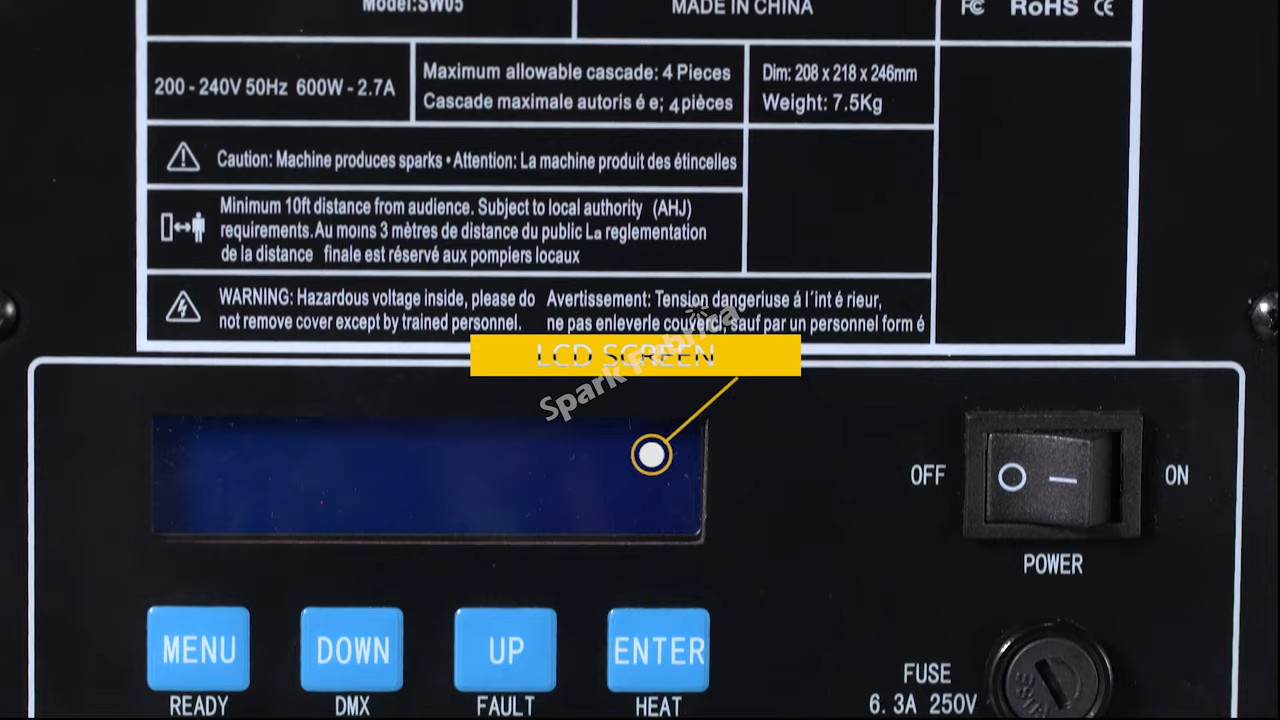 Model:SW05
MADE IN CHINA
FC RoHS CE
200 - 240V 50Hz 600W - 2.7A
Maximum allowable cascade: 4 Pieces
Cascade maximale autoris é e; 4 pièces
Dim: 208 x 218 x 246mm
Weight: 7.5Kg
Caution: Machine produces sparks • Attention: La machine produit des étincelles
Minimum 10ft distance from audience. Subject to local authority (AHJ)
requirements. Au moins 3 mètres de distance du public La reglementation
de la distance finale est réservé aux pompiers locaux
WARNING: Hazardous voltage inside, please do
not remove cover except by trained personnel.
Avertissement: Tension dangeriuse á l´int é rieur,
ne pas enleverle couvercl sauf par un personnel form é
LCD SCREEN
Spark Fabrica
OFF
ON
POWER
MENU
DOWN
UP
ENTER
READY
DMX
FAULT
HEAT
FUSE
6.3A 250V